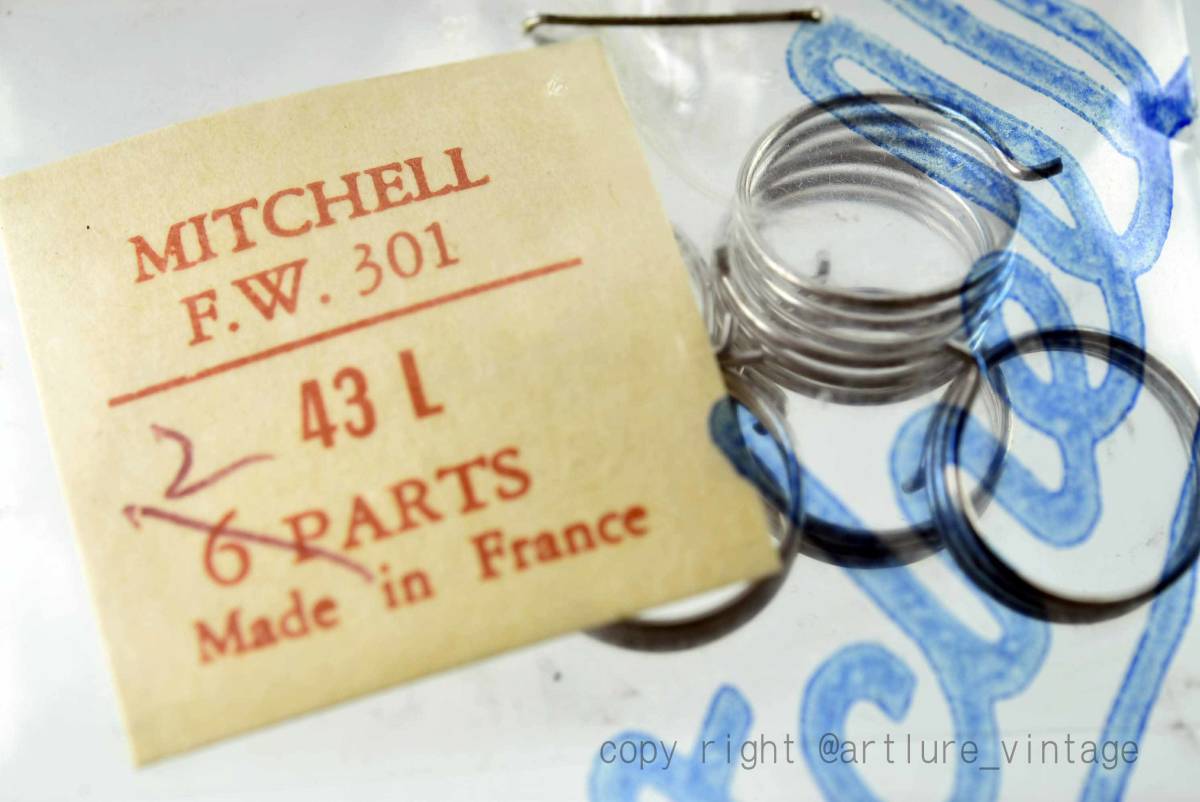 MITCHELL
F.W. 301
43 L
2
6 PARTS
Made in France
copy right @artlure_vintage